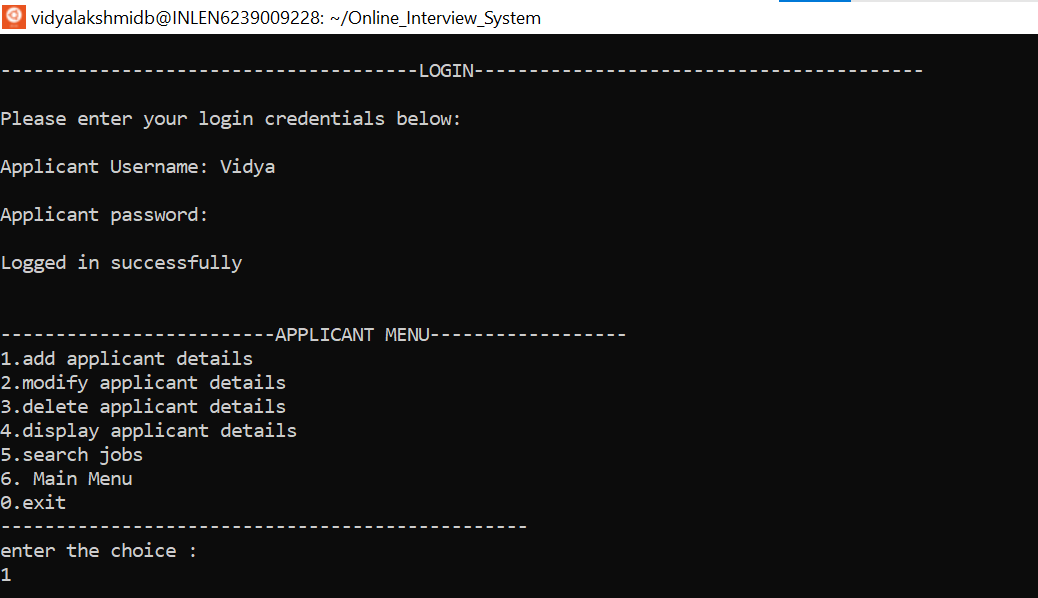 vidyalakshmidb@INLEN6239009228: ~/Online_Interview_System
--------------------------------------LOGIN-----------------------------------------
Please enter your login credentials below:
Applicant Username: Vidya
Applicant password:
Logged in successfully
-------------------------APPLICANT MENU------------------
1.add applicant details
2.modify applicant details
3.delete applicant details
4.display applicant details
5.search jobs
6. Main Menu
0.exit
------------------------------------------------
enter the choice :
1